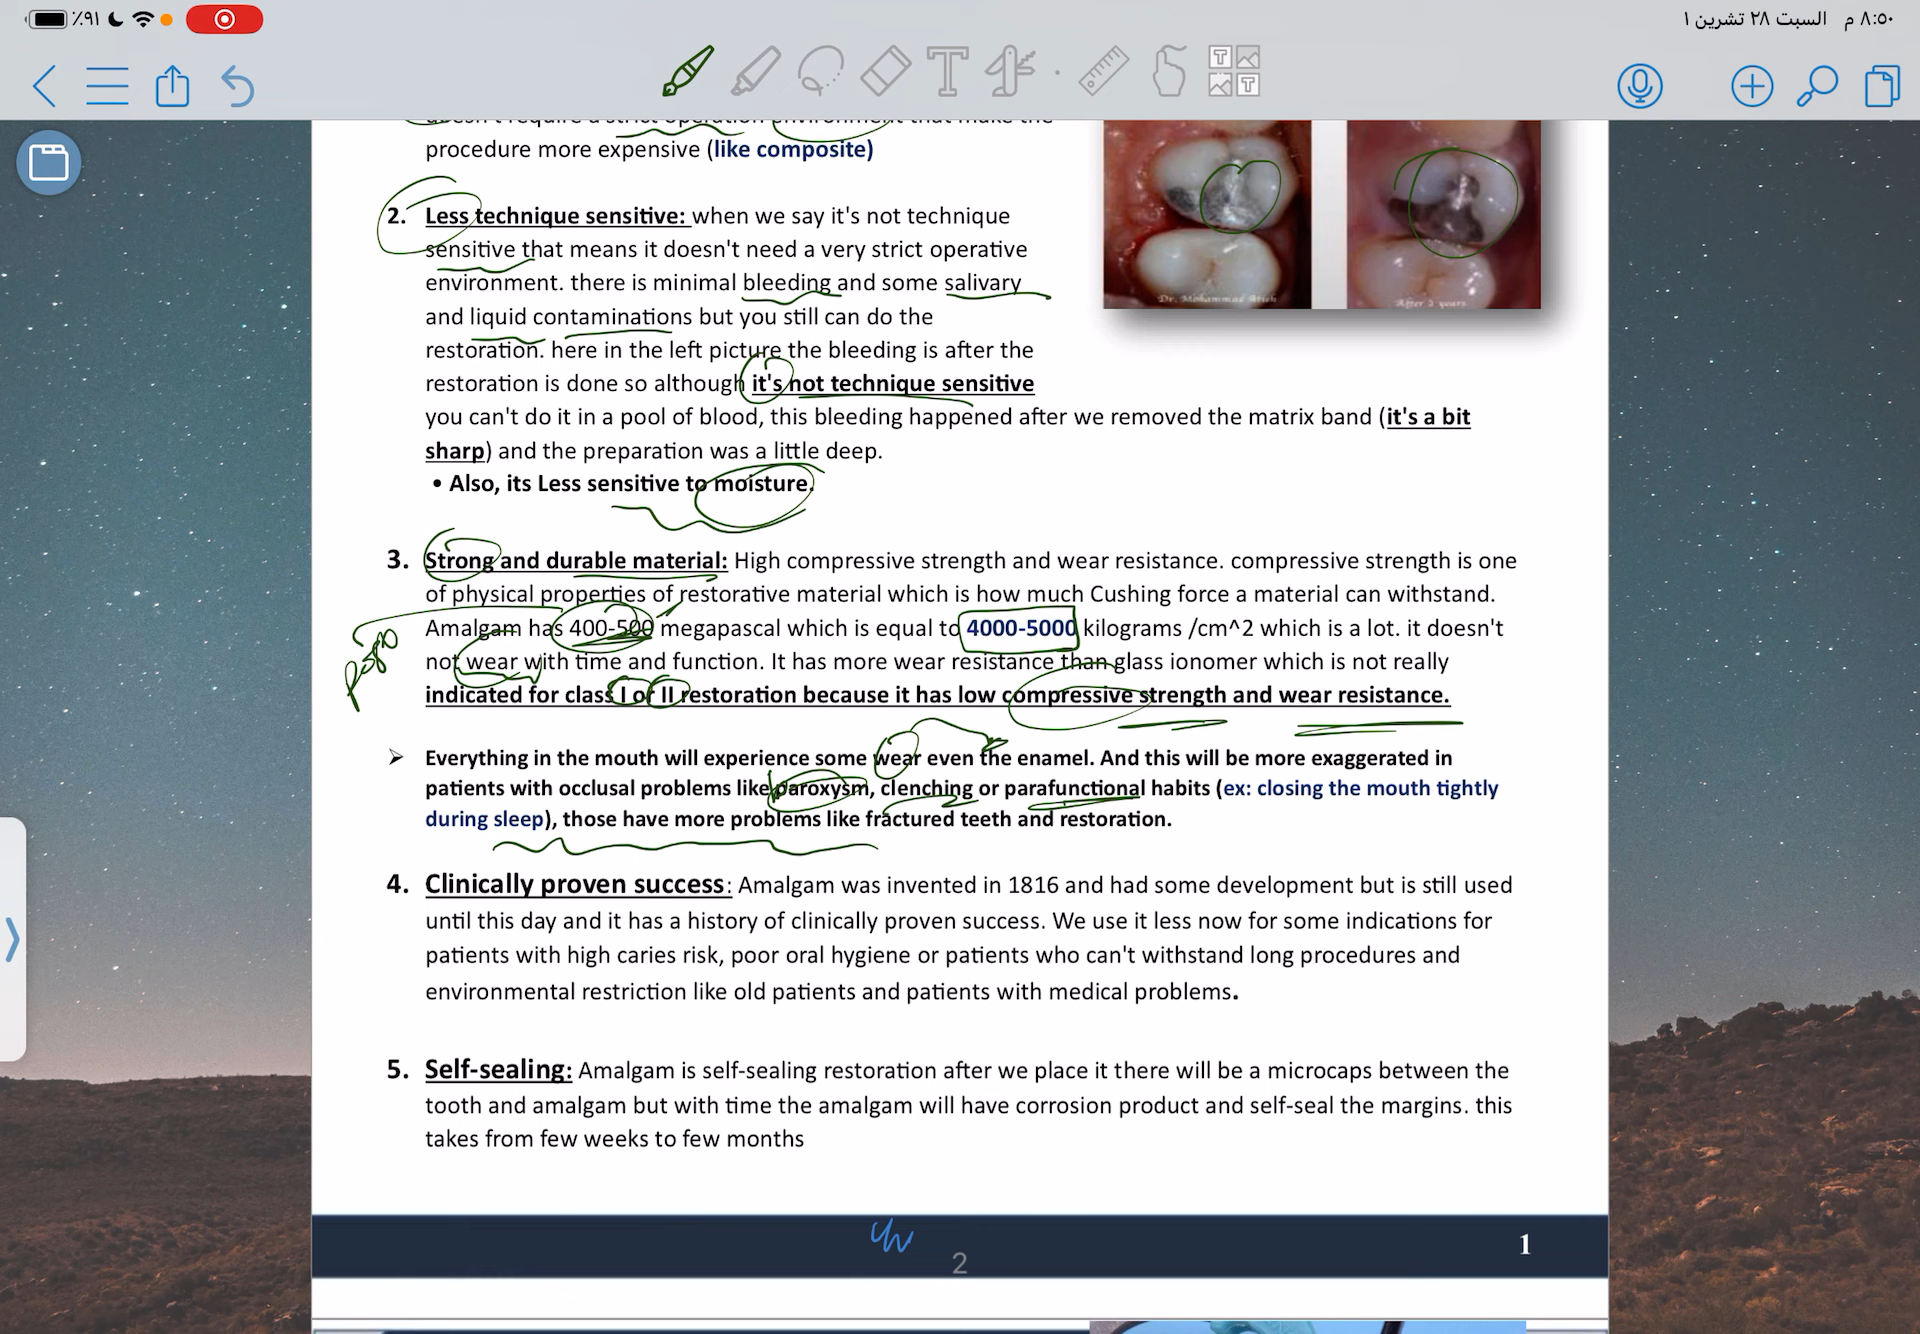 ٪٩١
٨:٥٠ م السبت ٢٨ تشرين ١
doesn't require a strict operation environment that make the
procedure more expensive (like composite)
2. Less technique sensitive: when we say it's not technique
sensitive that means it doesn't need a very strict operative
environment. there is minimal bleeding and some salivary
and liquid contaminations but you still can do the
restoration. here in the left picture the bleeding is after the
restoration is done so although it's not technique sensitive
you can't do it in a pool of blood, this bleeding happened after we removed the matrix band (it's a bit
sharp) and the preparation was a little deep.
• Also, its Less sensitive to moisture.
Dr. Mohammad Atieh
After 5 years
3. Strong and durable material: High compressive strength and wear resistance. compressive strength is one
of physical properties of restorative material which is how much Cushing force a material can withstand.
Amalgam has 400-500 megapascal which is equal to 4000-5000 kilograms /cm^2 which is a lot. it doesn't
not wear with time and function. It has more wear resistance than glass ionomer which is not really
indicated for class I or II restoration because it has low compressive strength and wear resistance.
➢ Everything in the mouth will experience some wear even the enamel. And this will be more exaggerated in
patients with occlusal problems like paroxysm, clenching or parafunctional habits (ex: closing the mouth tightly
during sleep), those have more problems like fractured teeth and restoration.
4. Clinically proven success: Amalgam was invented in 1816 and had some development but is still used
until this day and it has a history of clinically proven success. We use it less now for some indications for
patients with high caries risk, poor oral hygiene or patients who can't withstand long procedures and
environmental restriction like old patients and patients with medical problems.
5. Self-sealing: Amalgam is self-sealing restoration after we place it there will be a microcaps between the
tooth and amalgam but with time the amalgam will have corrosion product and self-seal the margins. this
takes from few weeks to few months
2
1